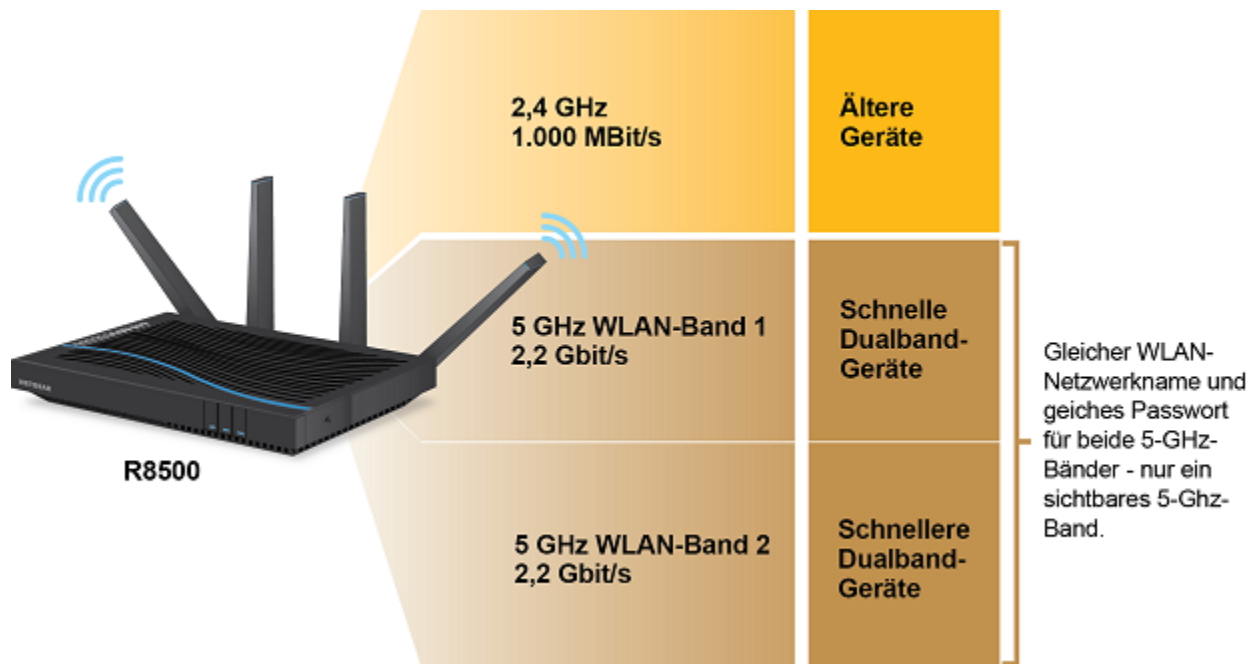 2,4 GHz
1.000 MBit/s
Ältere
Geräte
5 GHz WLAN-Band 1
2,2 Gbit/s
Schnelle
Dualband-
Geräte
5 GHz WLAN-Band 2
2,2 Gbit/s
Schnellere
Dualband-
Geräte
Gleicher WLAN-
Netzwerkname und
geiches Passwort
für beide 5-GHz-
Bänder - nur ein
sichtbares 5-Ghz-
Band.
NETGEAR
R8500